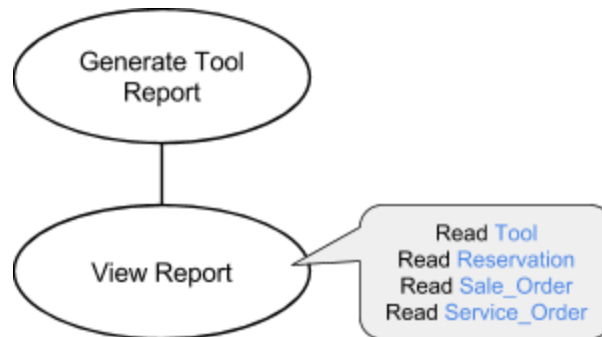 Generate Tool
Report
View Report
Read Tool
Read Reservation
Read Sale_Order
Read Service_Order